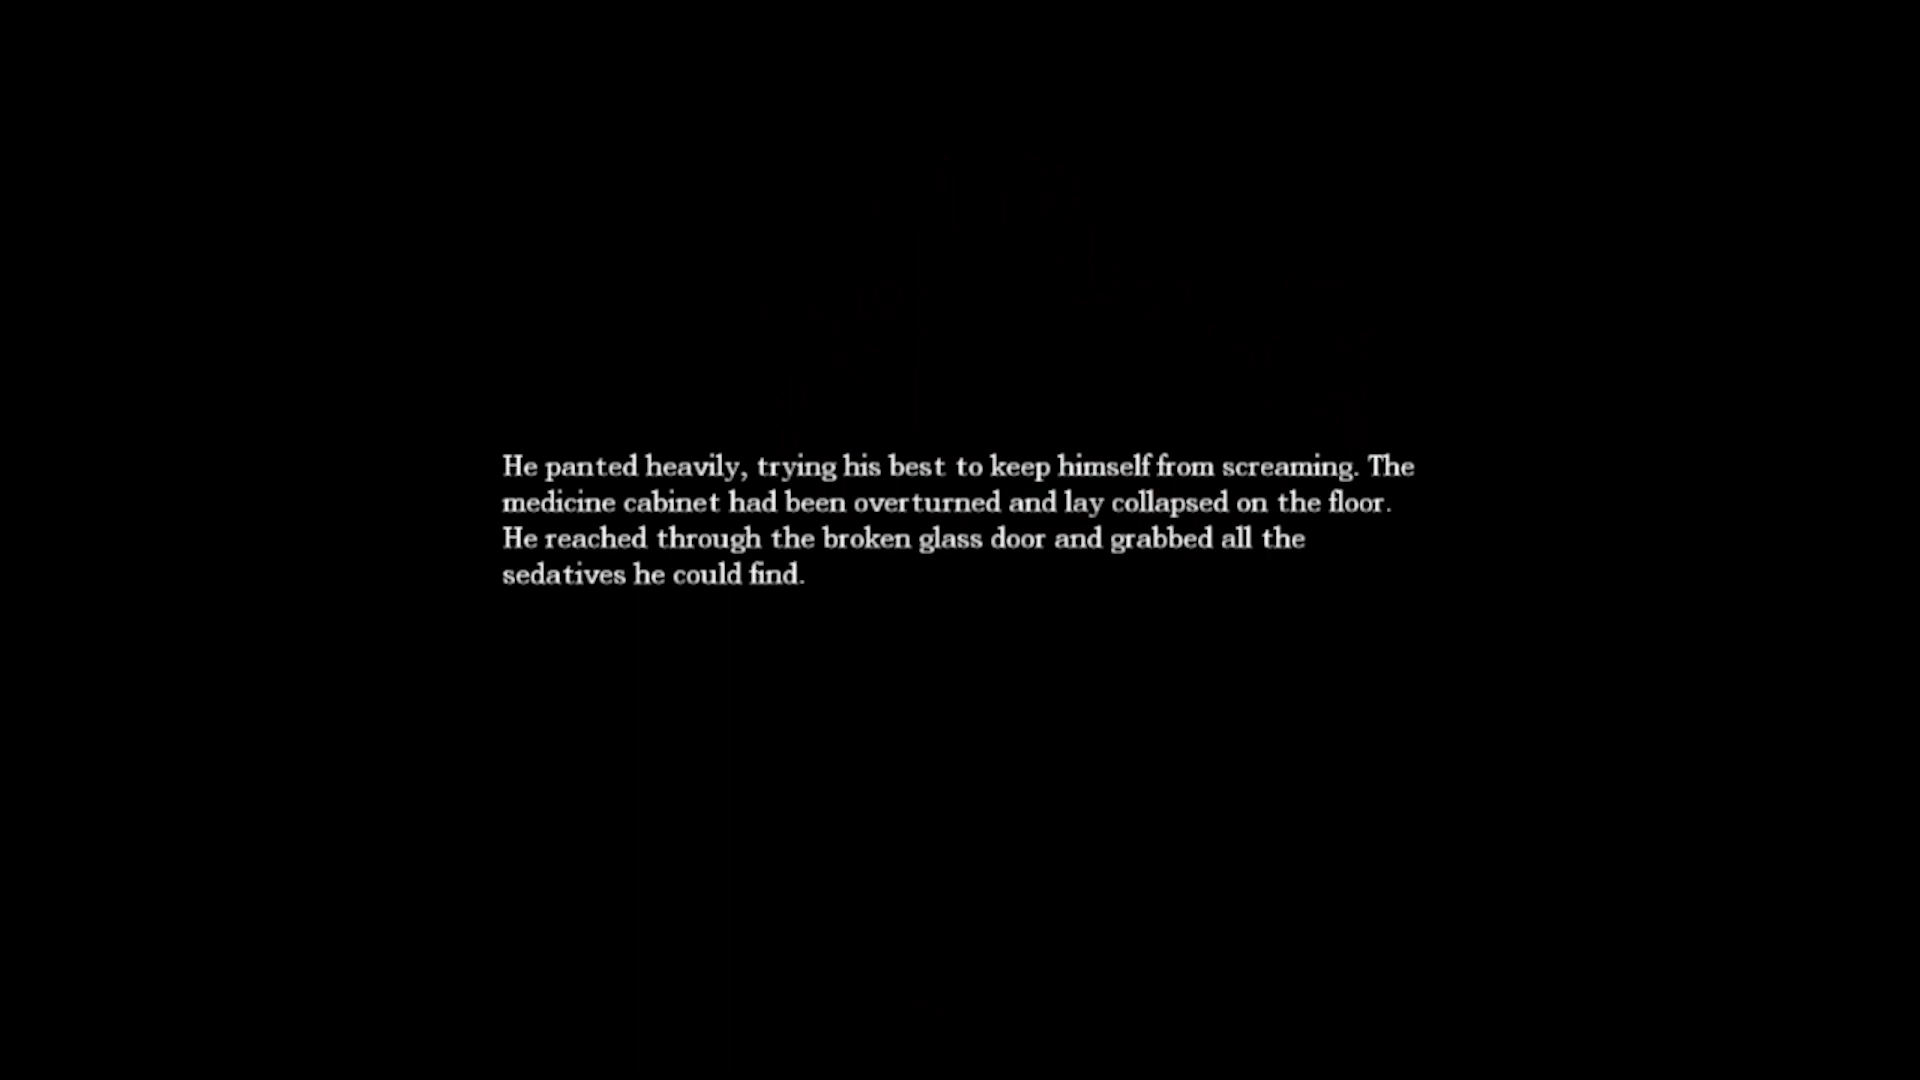 He panted heavily, trying his best to keep himself from screaming. The
medicine cabinet had been overturned and lay collapsed on the floor.
He reached through the broken glass door and grabbed all the
sedatives he could find.